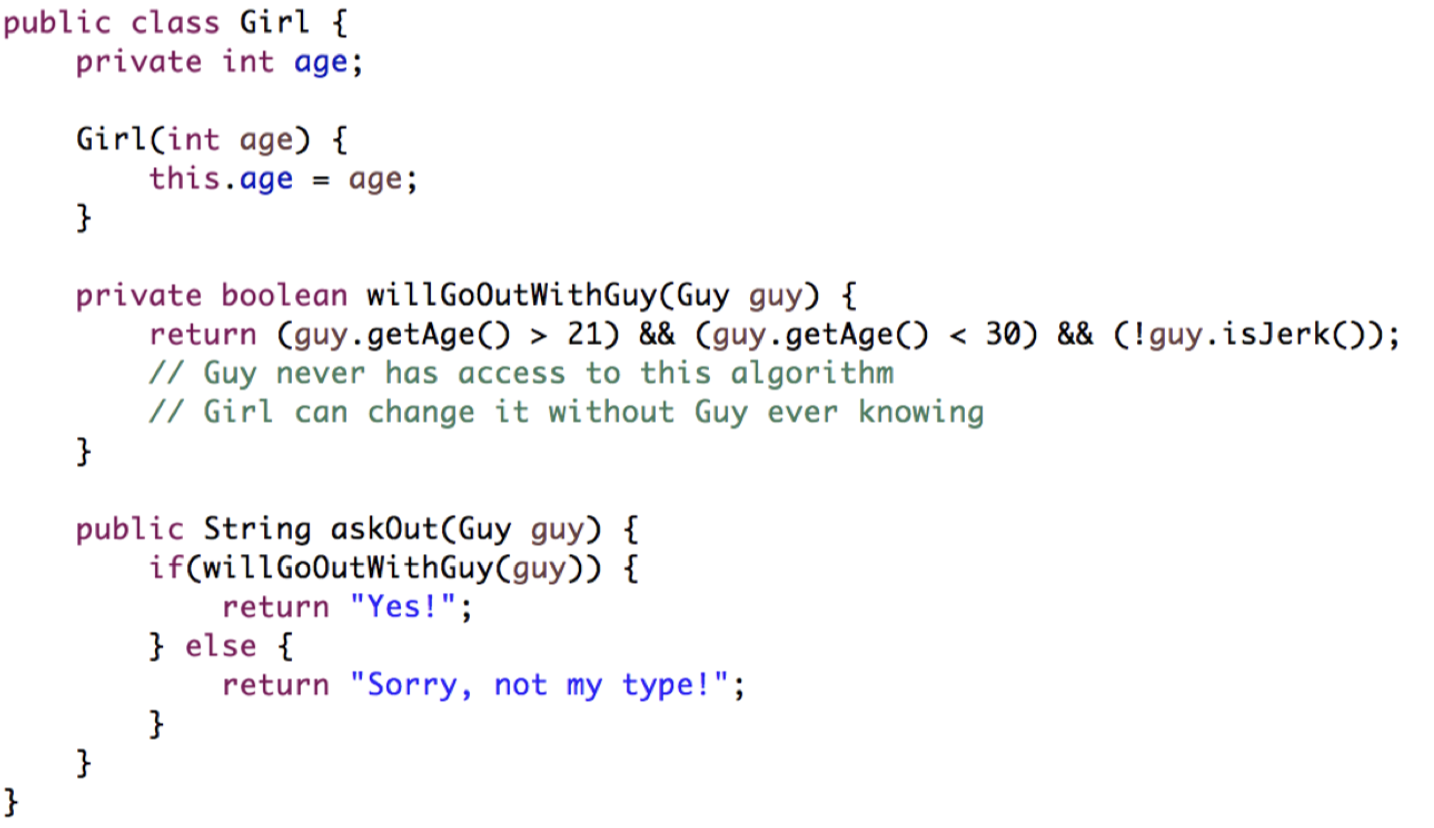 public class Girl {
    private int age;

    Girl(int age) {
        this.age = age;
    }

    private boolean willGoOutWithGuy(Guy guy) {
        return (guy.getAge() > 21) && (guy.getAge() < 30) && (!guy.isJerk());
        // Guy never has access to this algorithm
        // Girl can change it without Guy ever knowing
    }

    public String askOut(Guy guy) {
        if(willGoOutWithGuy(guy)) {
            return "Yes!";
        } else {
            return "Sorry, not my type!";
        }
    }
}